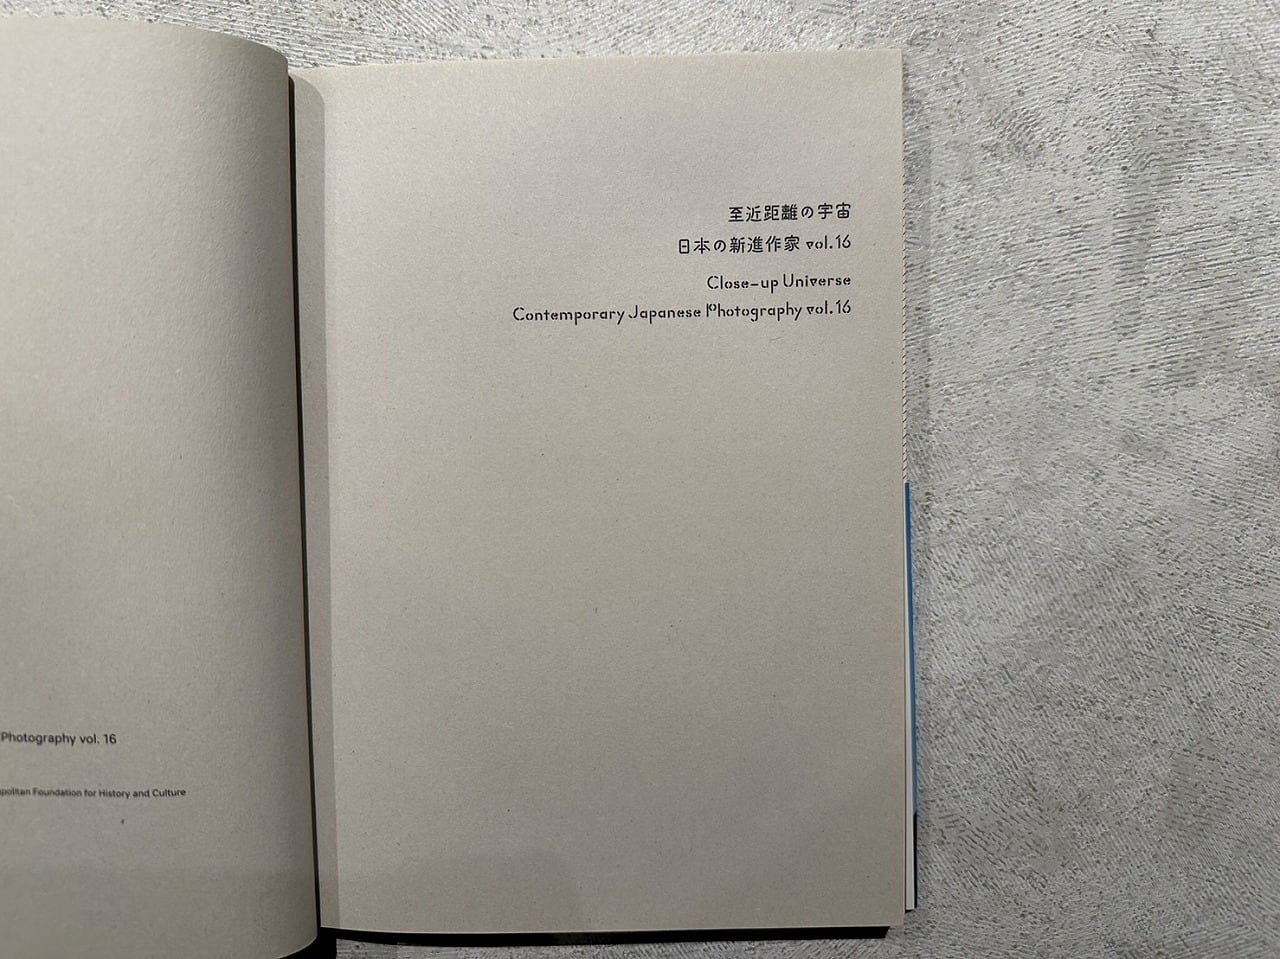 Photography vol. 16
politan Foundation for History and Culture
至近距離の宇宙
日本の新進作家 vol.16
Close-up Universe
Contemporary Japanese Photography vol.16